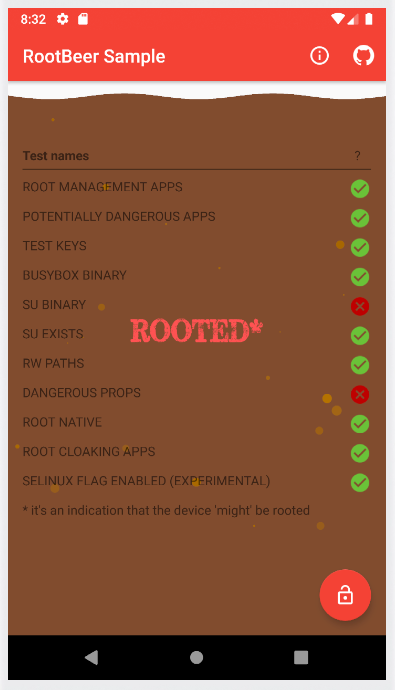 8:32
RootBeer Sample
Test names ?
ROOT MANAGEMENT APPS
POTENTIALLY DANGEROUS APPS
TEST KEYS
BUSYBOX BINARY
SU BINARY
ROOTED*
SU EXISTS
RW PATHS
DANGEROUS PROPS
ROOT NATIVE
ROOT CLOAKING APPS
SELINUX FLAG ENABLED (EXPERIMENTAL)
* it's an indication that the device 'might' be rooted